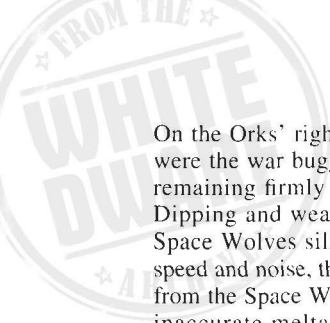 FROM THE
WHITE
DWARF
On the Orks' righ
were the war bug
remaining firmly
Dipping and wea
Space Wolves sil
speed and noise, th
from the Space W